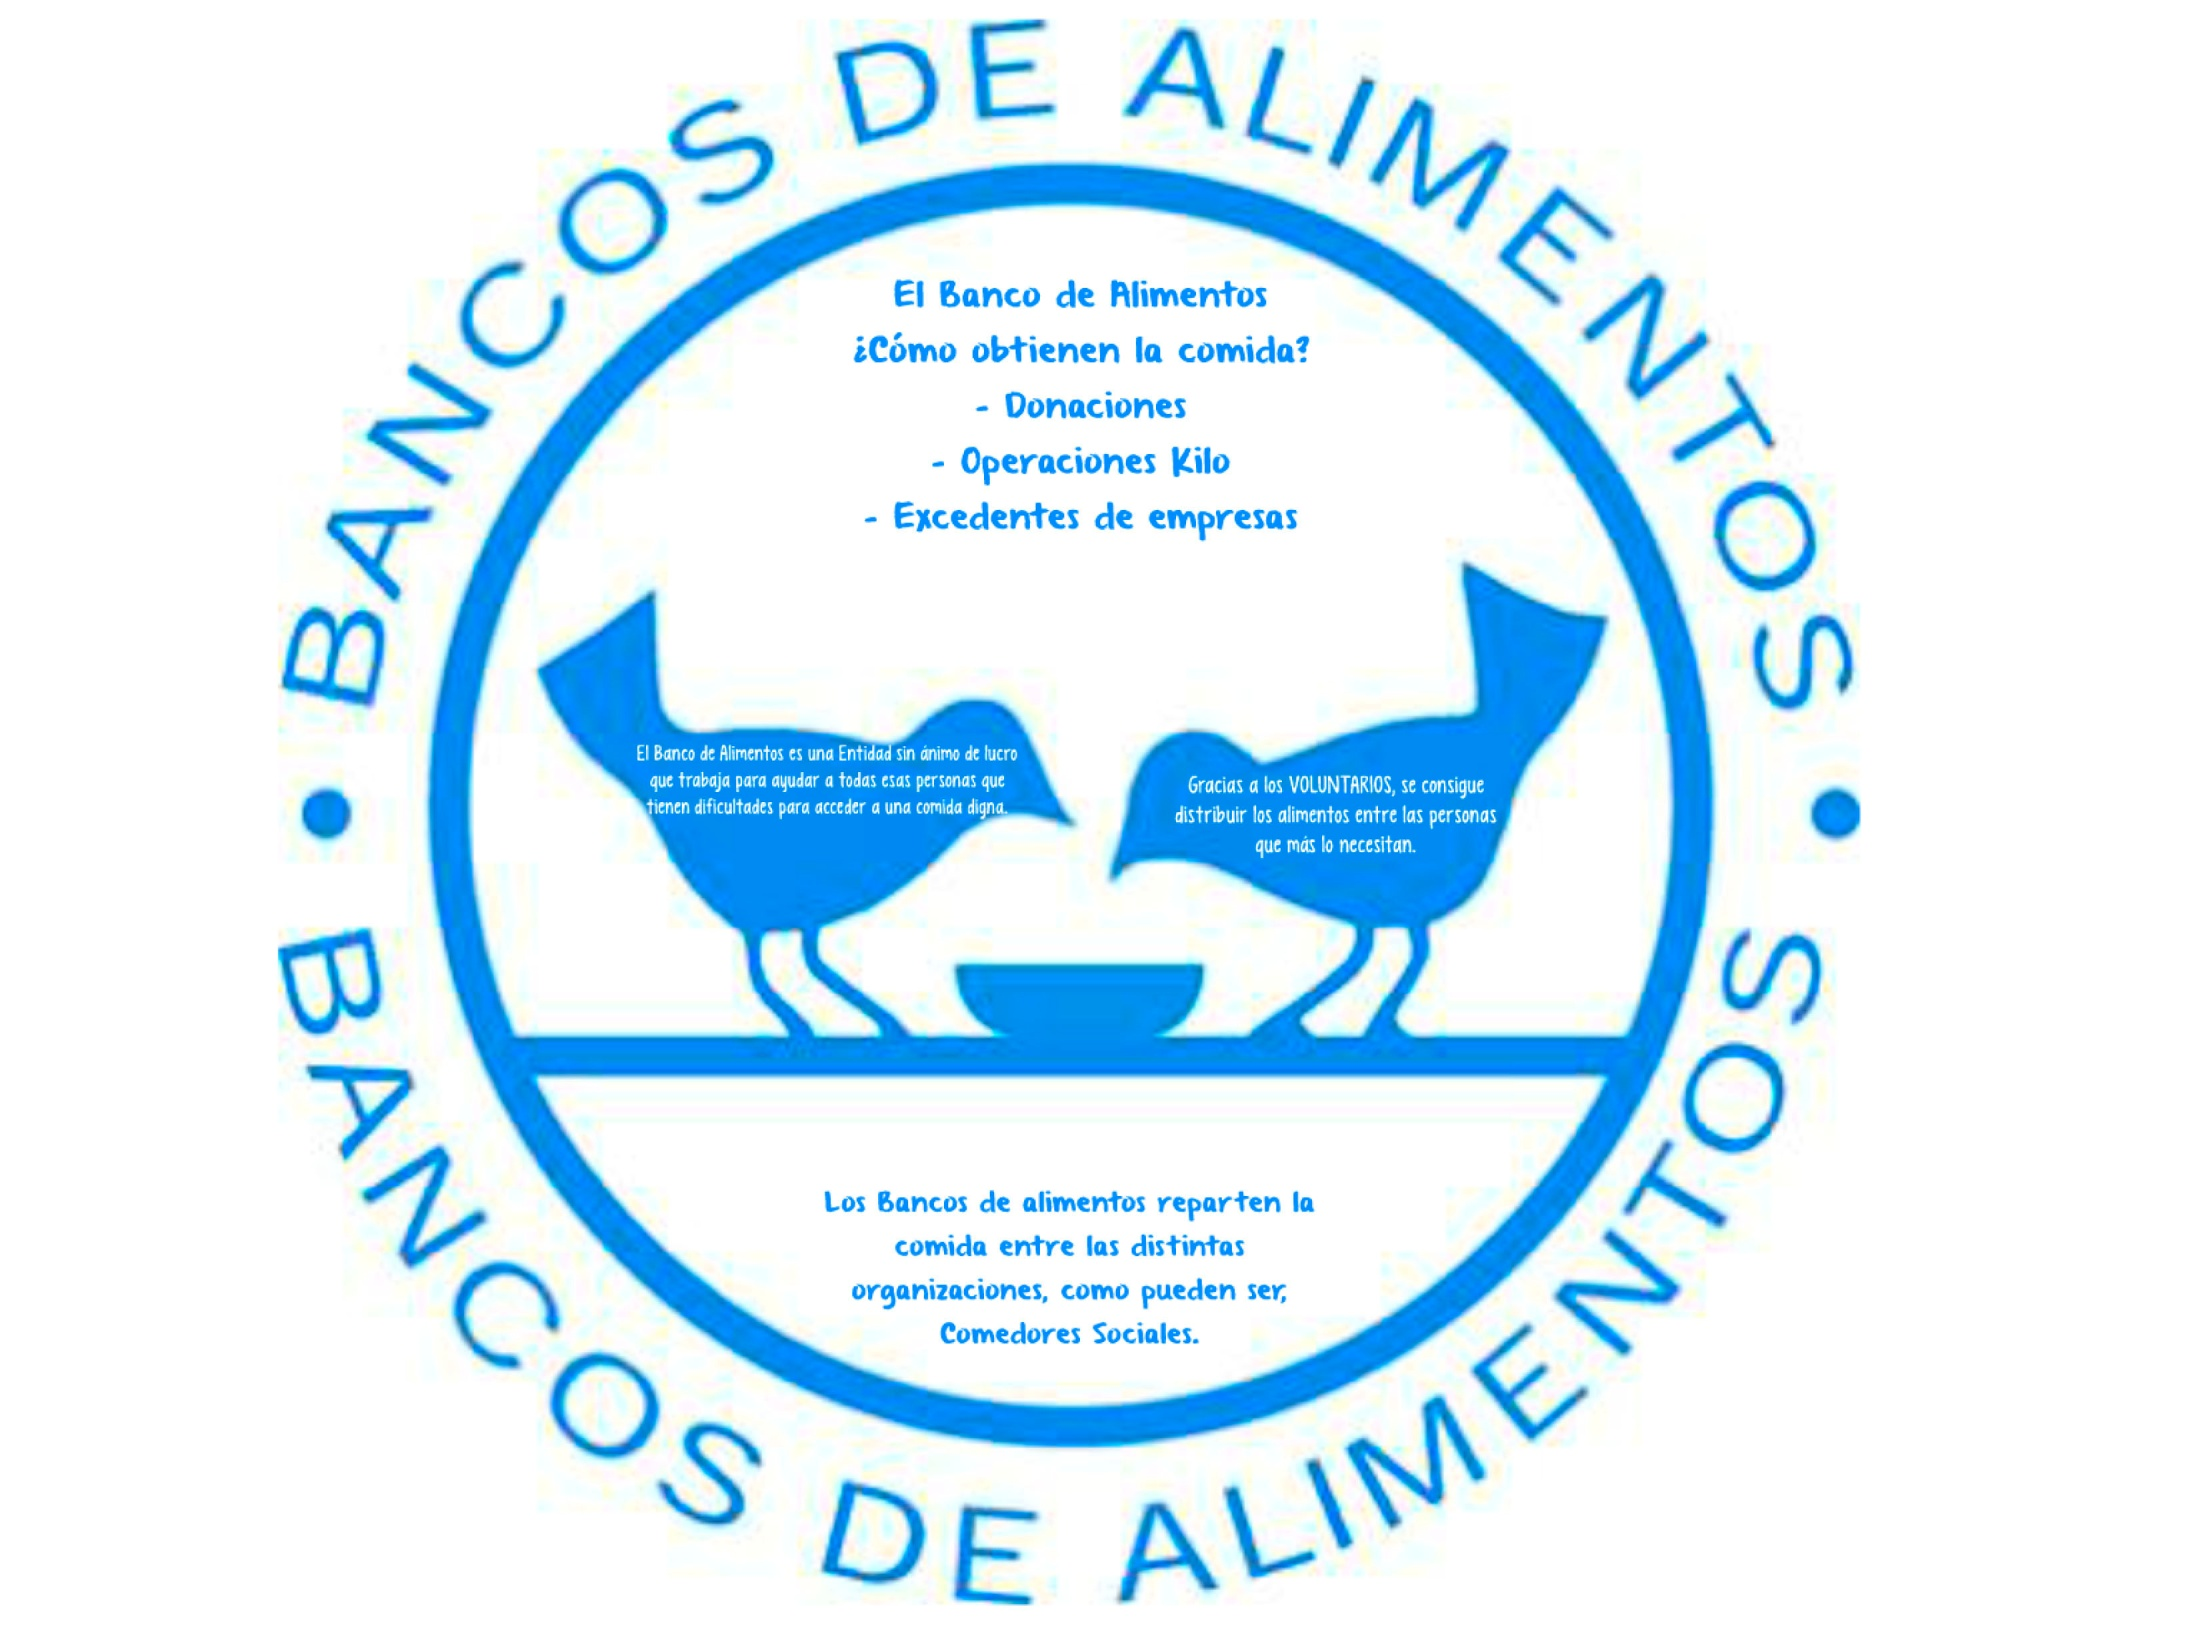 BANCOS DE ALIMENTOS
El Banco de Alimentos
¿Cómo obtienen la comida?
- Donaciones
- Operaciones Kilo
- Excedentes de empresas
El Banco de Alimentos es una Entidad sin ánimo de lucro
que trabaja para ayudar a todas esas personas que
tienen dificultades para acceder a una comida digna.
Gracias a los VOLUNTARIOS, se consigue
distribuir los alimentos entre las personas
que más lo necesitan.
Los Bancos de alimentos reparten la
comida entre las distintas
organizaciones, como pueden ser,
Comedores Sociales.
BANCOS DE ALIMENTOS